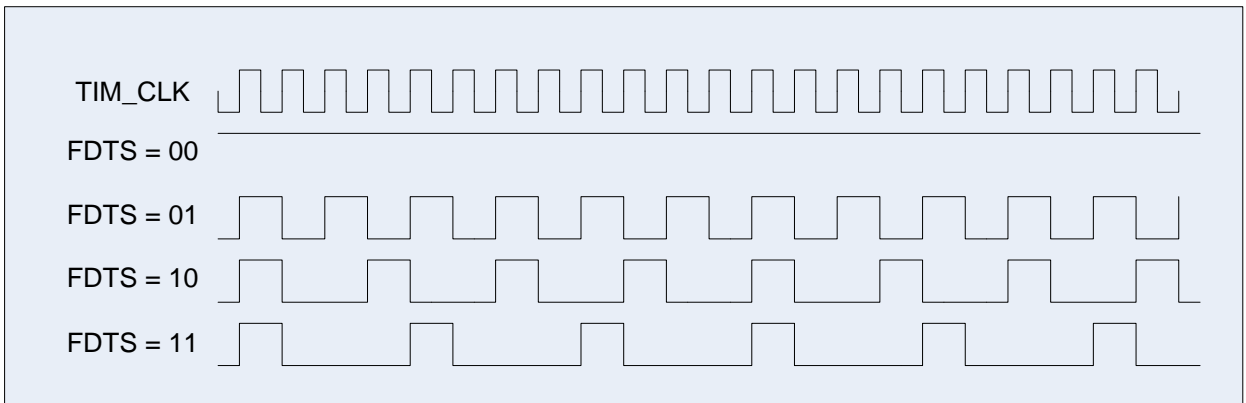 TIM_CLK
FDTS = 00
FDTS = 01
FDTS = 10
FDTS = 11